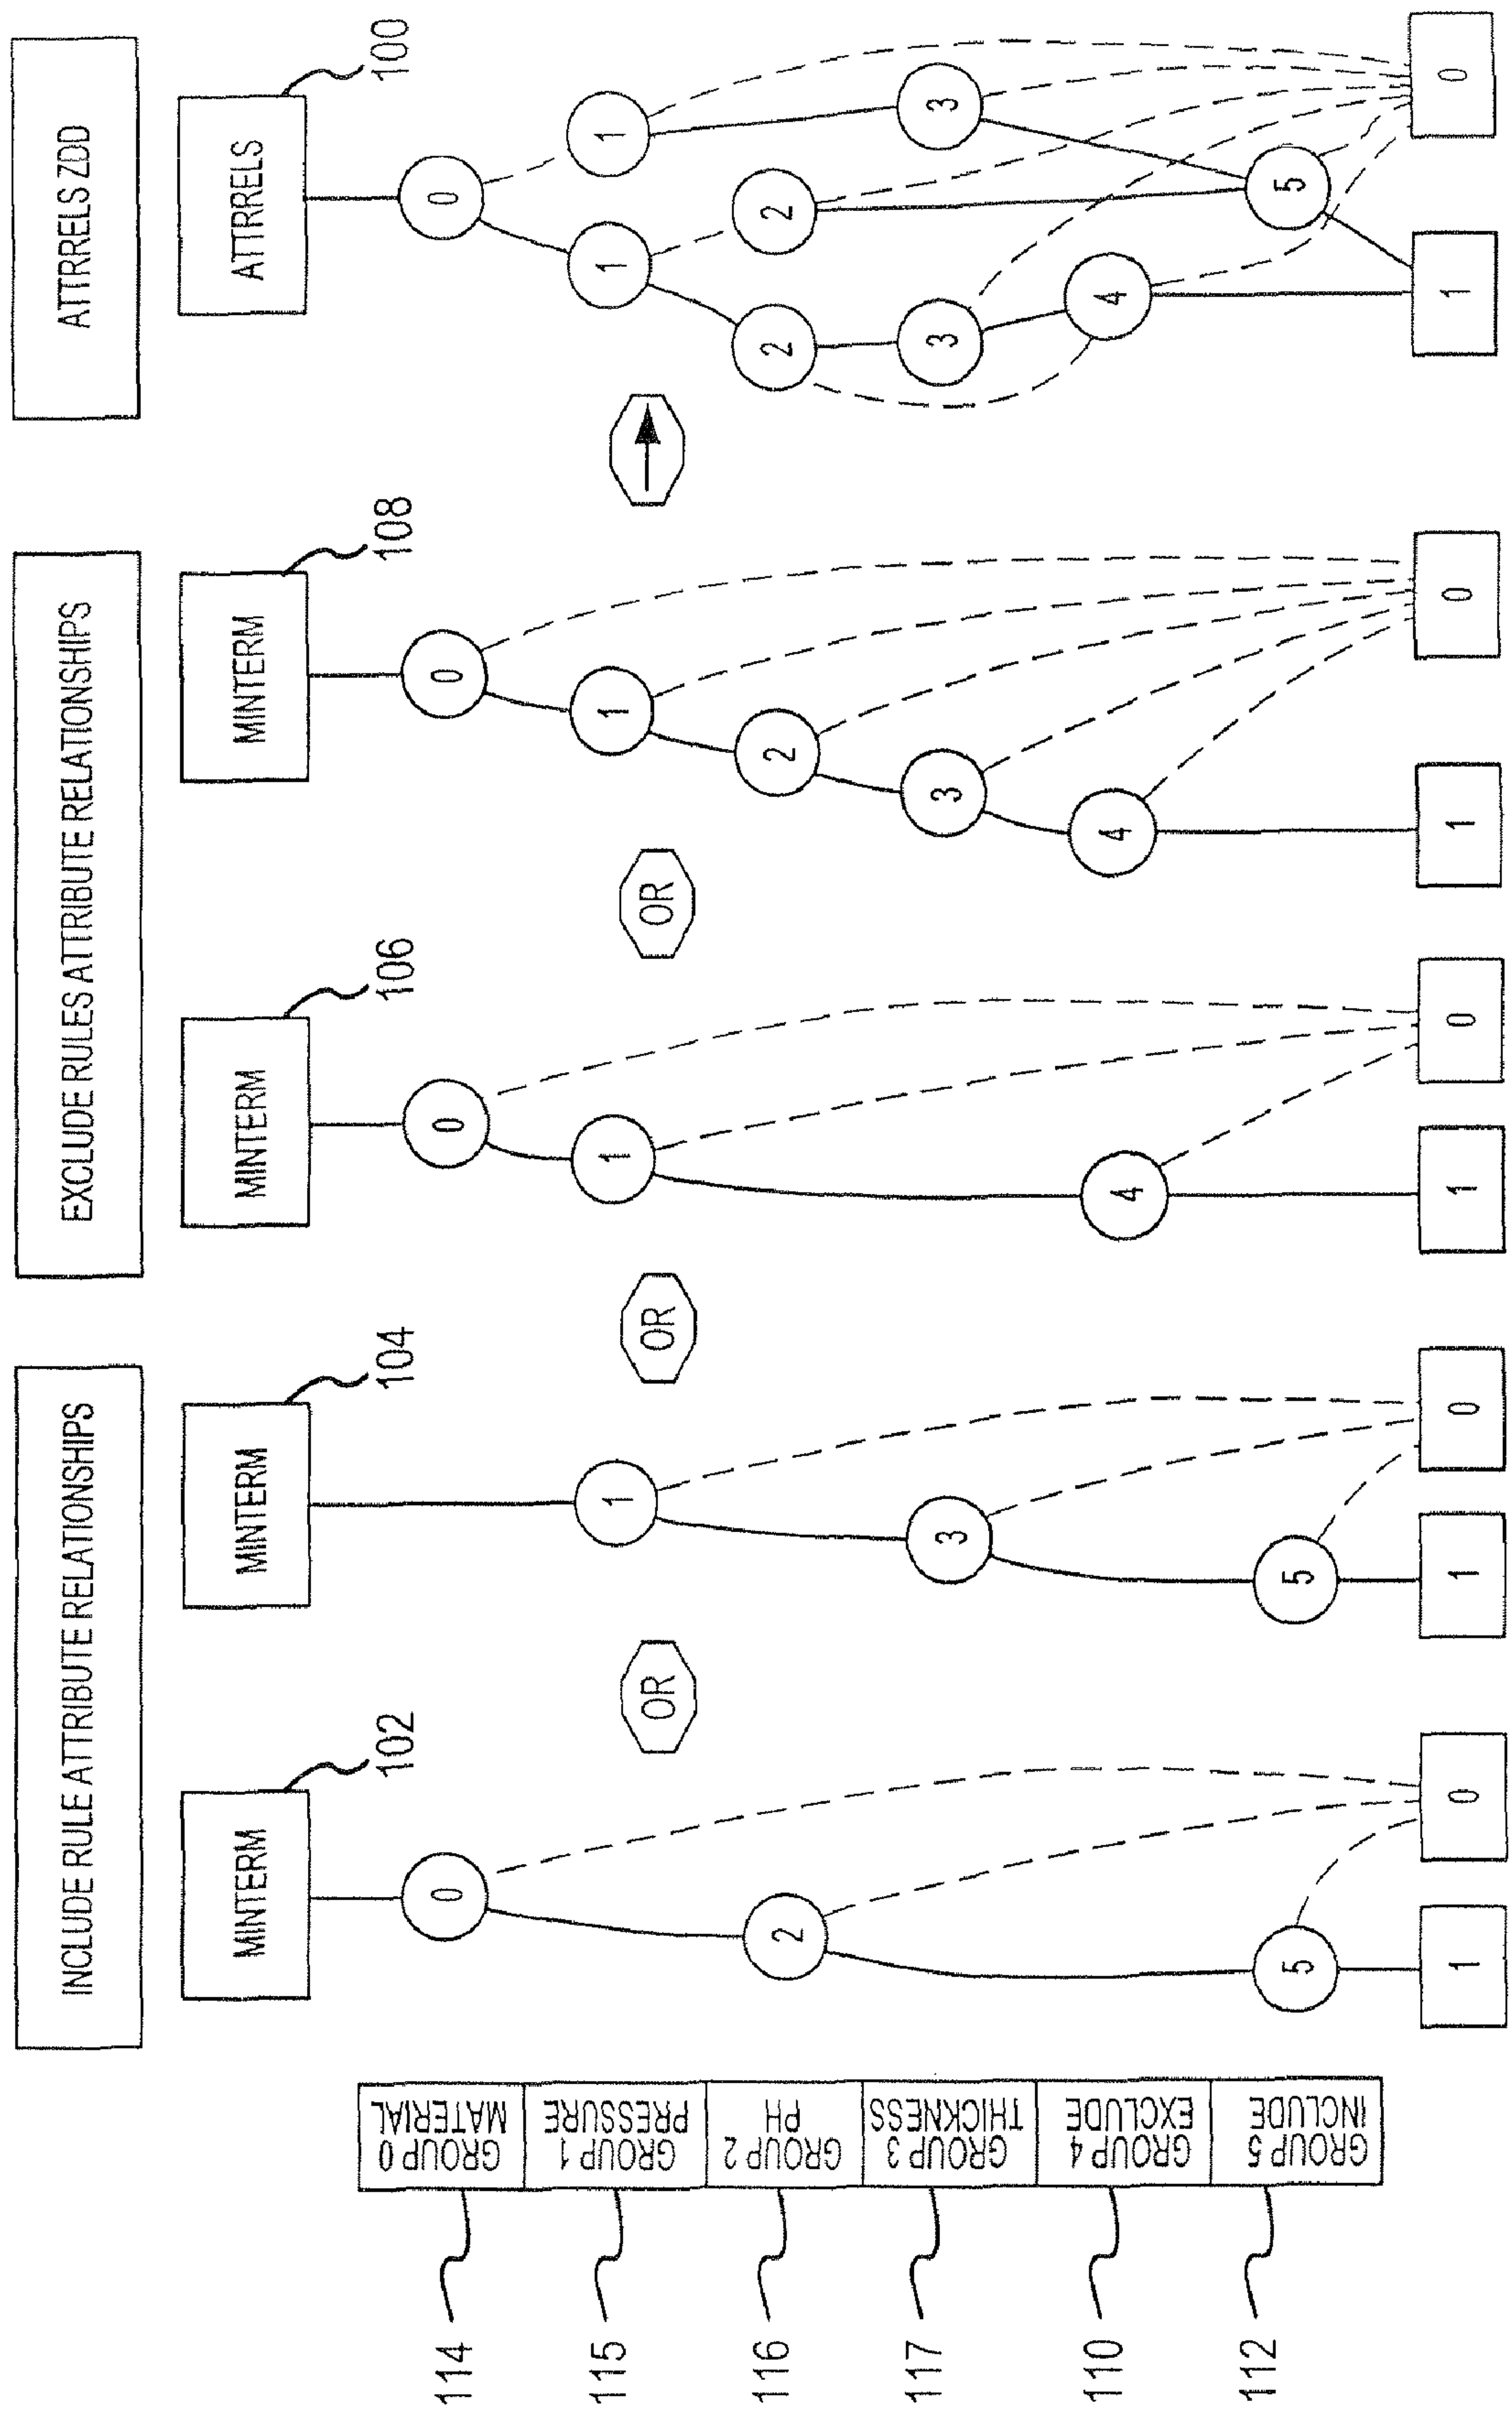 INCLUDE RULE ATTRIBUTE RELATIONSHIPS
EXCLUDE RULES ATTRIBUTE RELATIONSHIPS
ATTRRELS ZDD
MINTERM
102
MINTERM
104
MINTERM
106
MINTERM
108
ATTRRELS
100
114
GROUP 0
MATERIAL
115
GROUP 1
PRESSURE
116
GROUP 2
PH
117
GROUP 3
THICKNESS
110
GROUP 4
EXCLUDE
112
GROUP 5
INCLUDE
0
2
5
1
0
OR
1
3
5
1
0
OR
0
1
4
1
0
OR
0
1
2
3
4
1
0
0
1
1
2
2
3
3
4
5
1
0